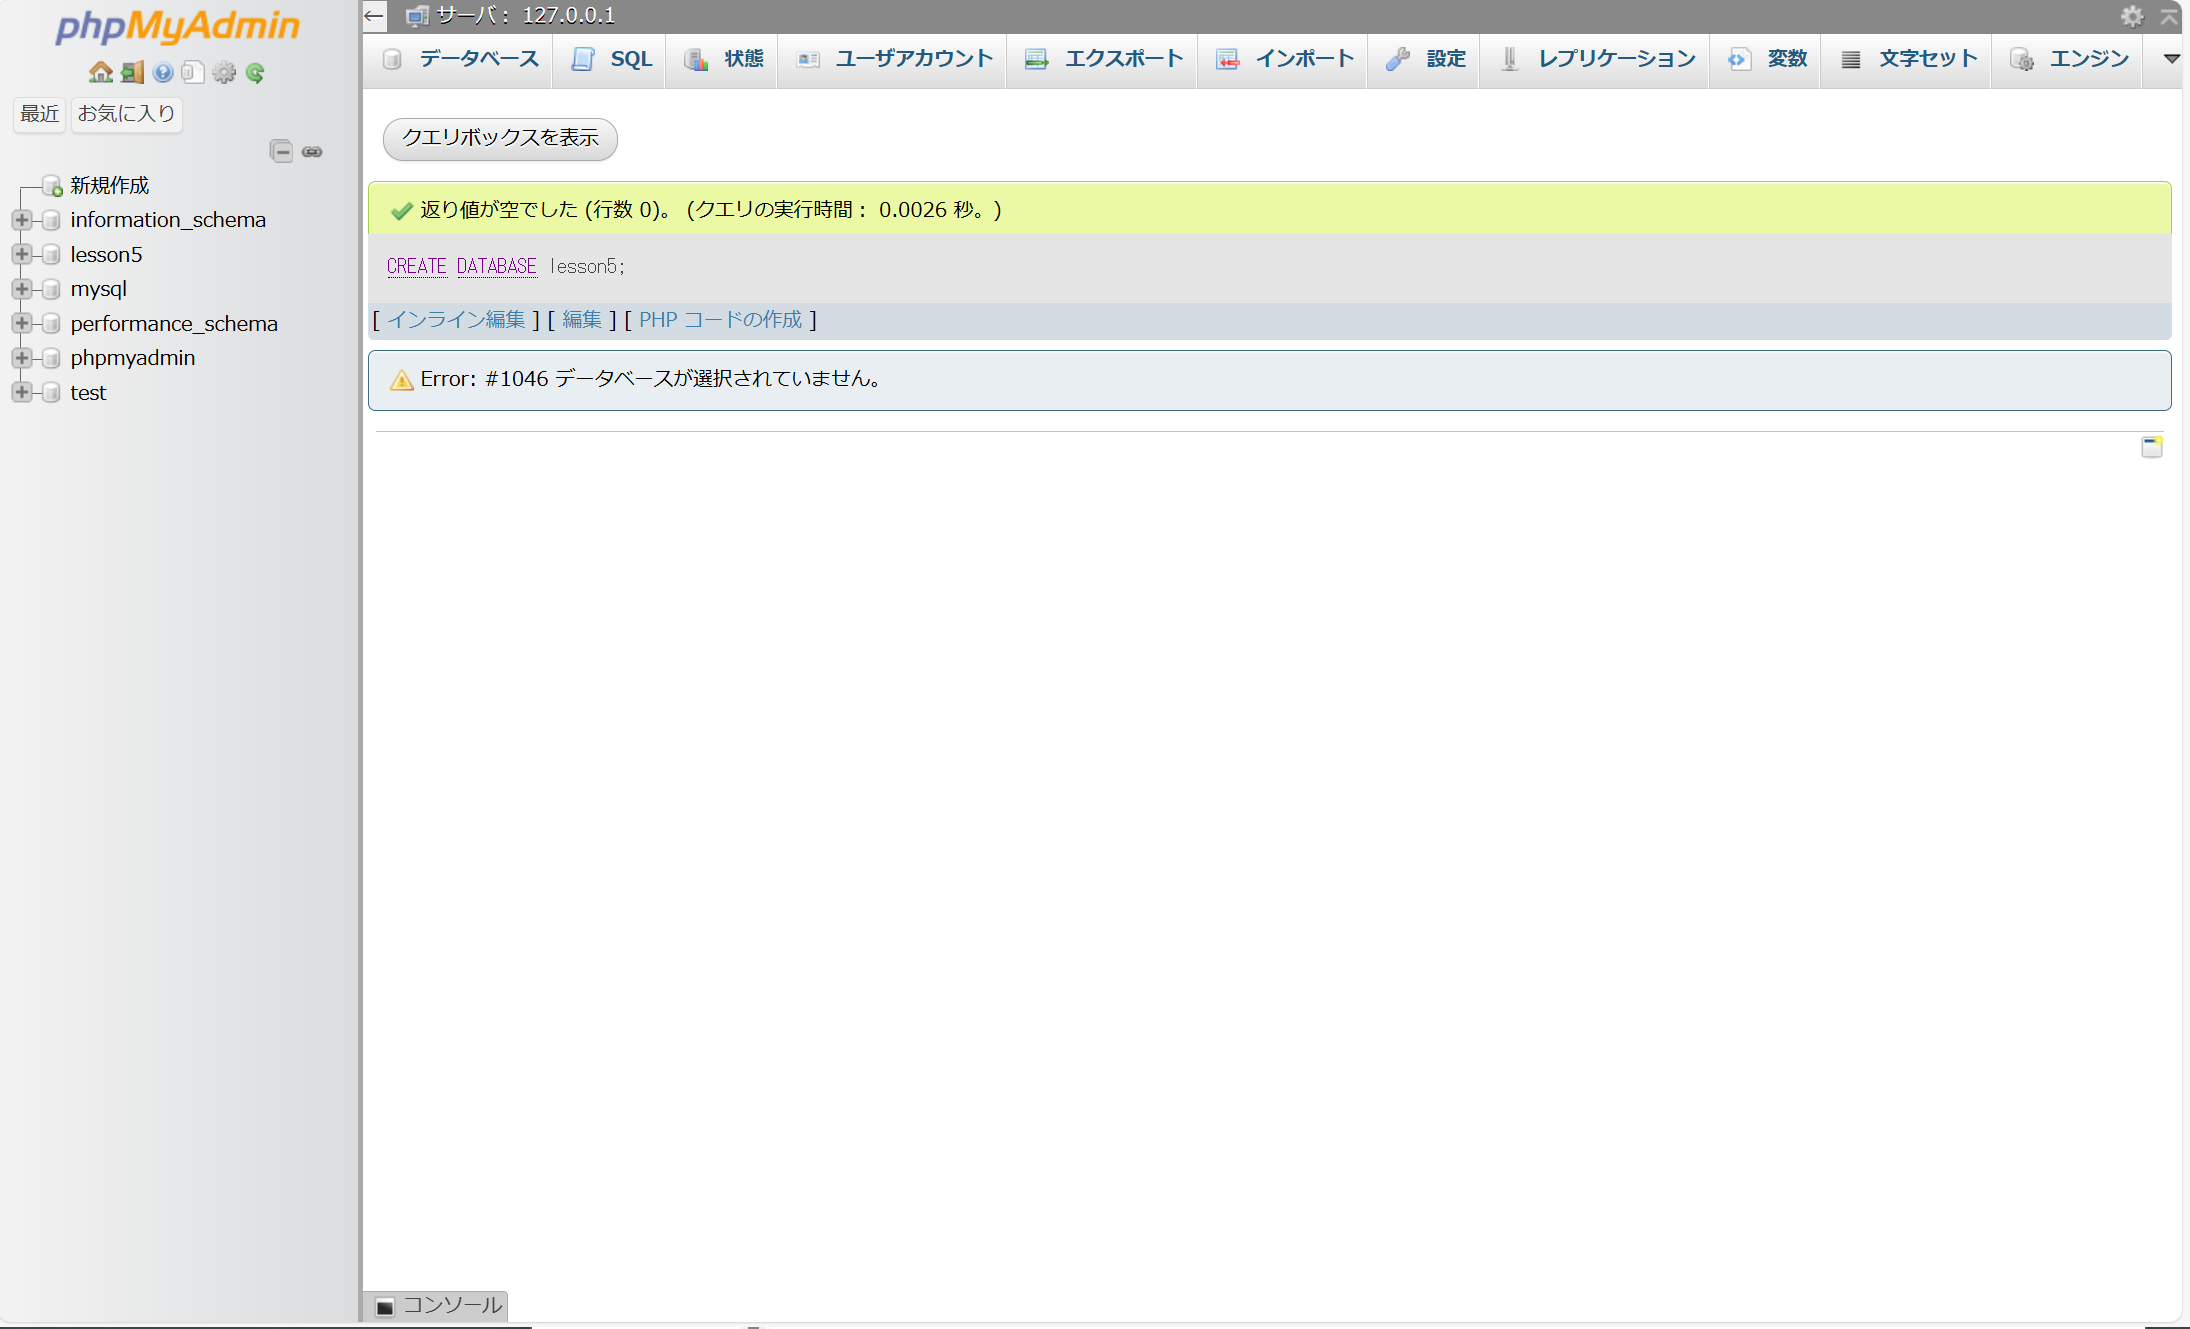 phpMyAdmin
最近 お気に入り
新規作成
information_schema
lesson5
mysql
performance_schema
phpmyadmin
test
サーバ： 127.0.0.1
データベース SQL 状態 ユーザアカウント エクスポート インポート 設定 レプリケーション 変数 文字セット エンジン
クエリボックスを表示
返り値が空でした (行数 0)。 (クエリの実行時間： 0.0026 秒。)
CREATE DATABASE lesson5;
[ インライン編集 ] [ 編集 ] [ PHP コードの作成 ]
Error: #1046 データベースが選択されていません。
コンソール